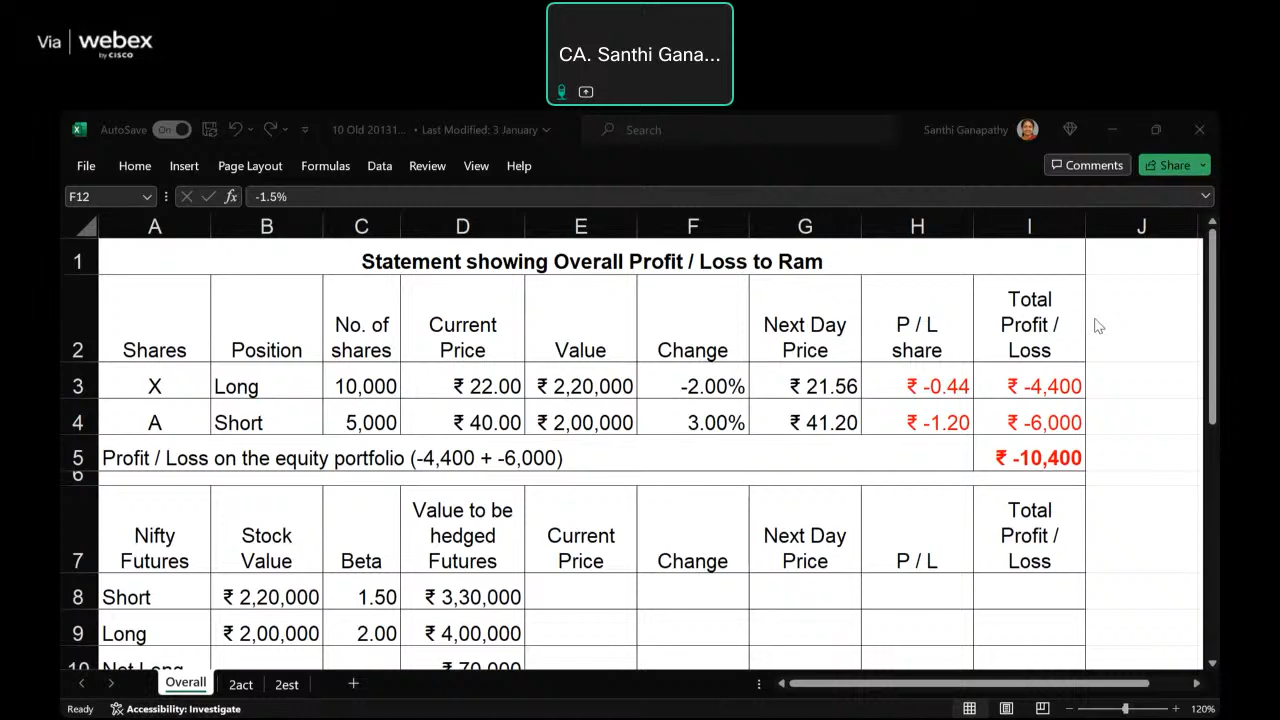 Via webex
by CISCO
CA. Santhi Gana...
AutoSave On 10 Old 20131... • Last Modified: 3 January Search Santhi Ganapathy
File Home Insert Page Layout Formulas Data Review View Help Comments Share
F12 fx -1.5%
A B C D E F G H I J
1 Statement showing Overall Profit / Loss to Ram
2 Shares Position No. of shares Current Price Value Change Next Day Price P / L share Total Profit / Loss
3 X Long 10,000 ₹ 22.00 ₹ 2,20,000 -2.00% ₹ 21.56 ₹ -0.44 ₹ -4,400
4 A Short 5,000 ₹ 40.00 ₹ 2,00,000 3.00% ₹ 41.20 ₹ -1.20 ₹ -6,000
5 Profit / Loss on the equity portfolio (-4,400 + -6,000) ₹ -10,400
6
7 Nifty Futures Stock Value Beta Value to be hedged Futures Current Price Change Next Day Price P / L Total Profit / Loss
8 Short ₹ 2,20,000 1.50 ₹ 3,30,000
9 Long ₹ 2,00,000 2.00 ₹ 4,00,000
10 Net Long ₹ 70,000
Overall 2act 2est
Ready Accessibility: Investigate 120%